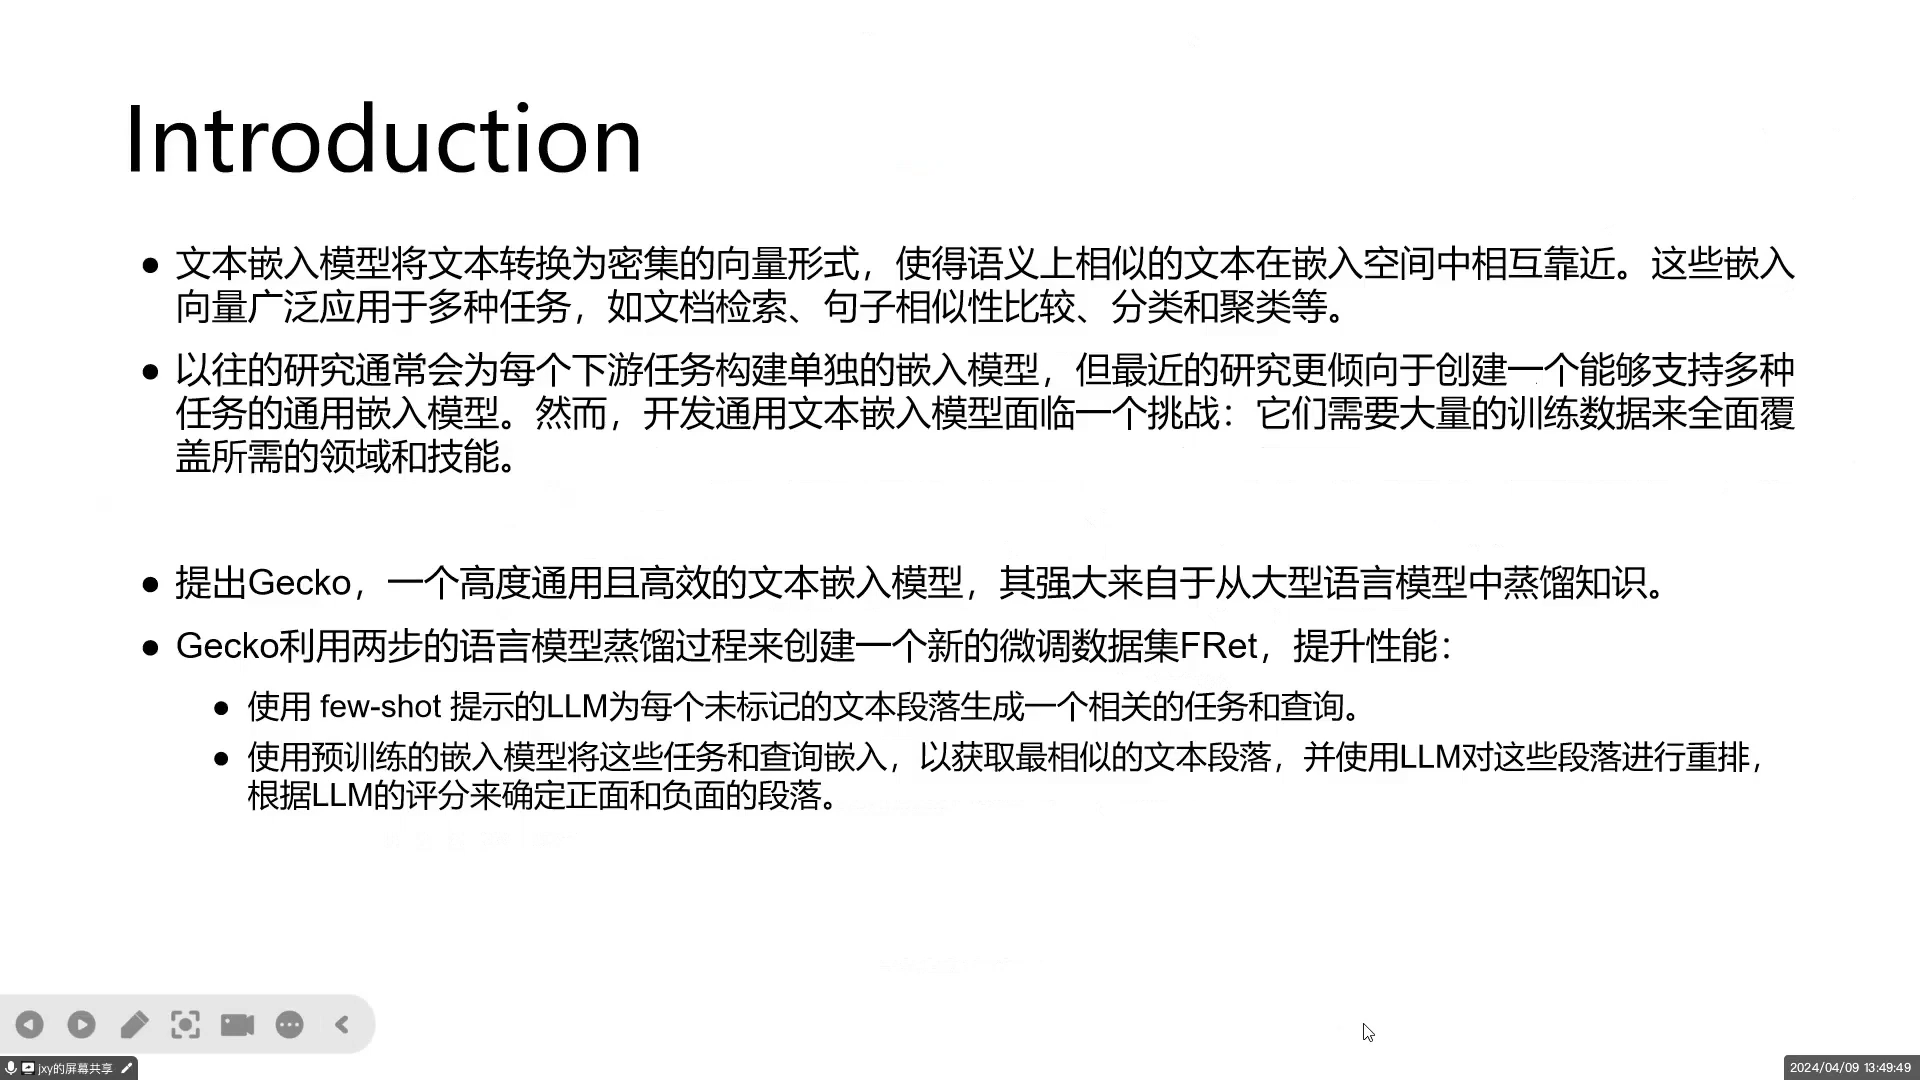 Introduction
● 文本嵌入模型将文本转换为密集的向量形式，使得语义上相似的文本在嵌入空间中相互靠近。这些嵌入
向量广泛应用于多种任务，如文档检索、句子相似性比较、分类和聚类等。
● 以往的研究通常会为每个下游任务构建单独的嵌入模型，但最近的研究更倾向于创建一个能够支持多种
任务的通用嵌入模型。然而，开发通用文本嵌入模型面临一个挑战：它们需要大量的训练数据来全面覆
盖所需的领域和技能。
● 提出Gecko，一个高度通用且高效的文本嵌入模型，其强大来自于从大型语言模型中蒸馏知识。
● Gecko利用两步的语言模型蒸馏过程来创建一个新的微调数据集FRet，提升性能：
● 使用 few-shot 提示的LLM为每个未标记的文本段落生成一个相关的任务和查询。
● 使用预训练的嵌入模型将这些任务和查询嵌入，以获取最相似的文本段落，并使用LLM对这些段落进行重排，
根据LLM的评分来确定正面和负面的段落。
jxy的屏幕共享
2024/04/09 13:49:49